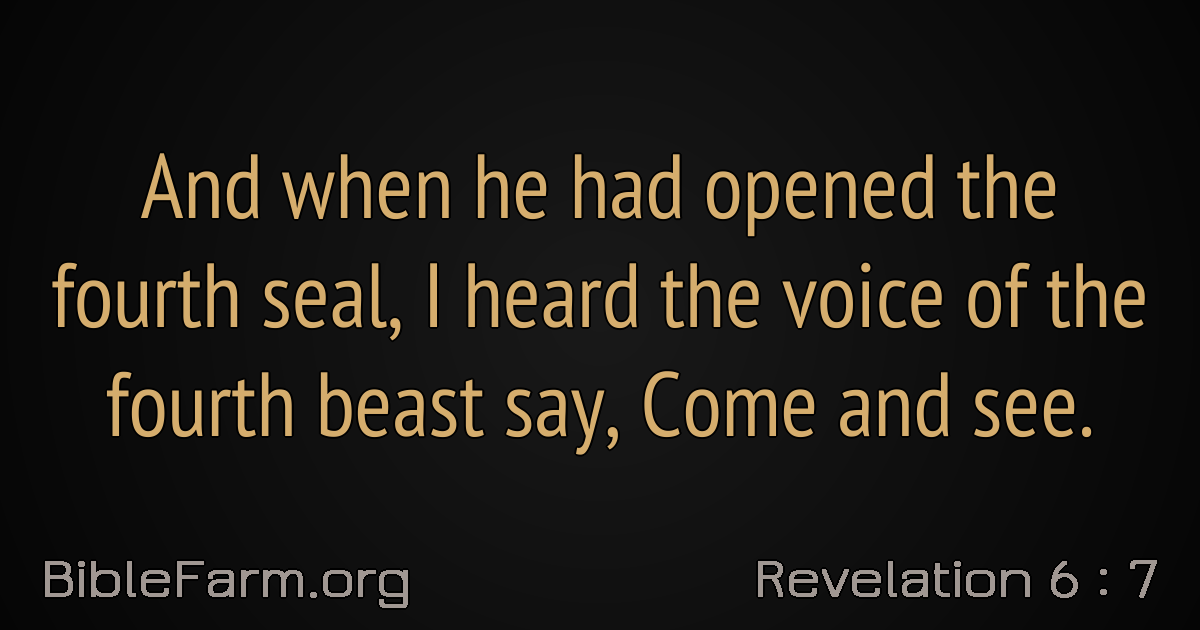 And when he had opened the
fourth seal, I heard the voice of the
fourth beast say, Come and see.
BibleFarm.org
Revelation 6 : 7